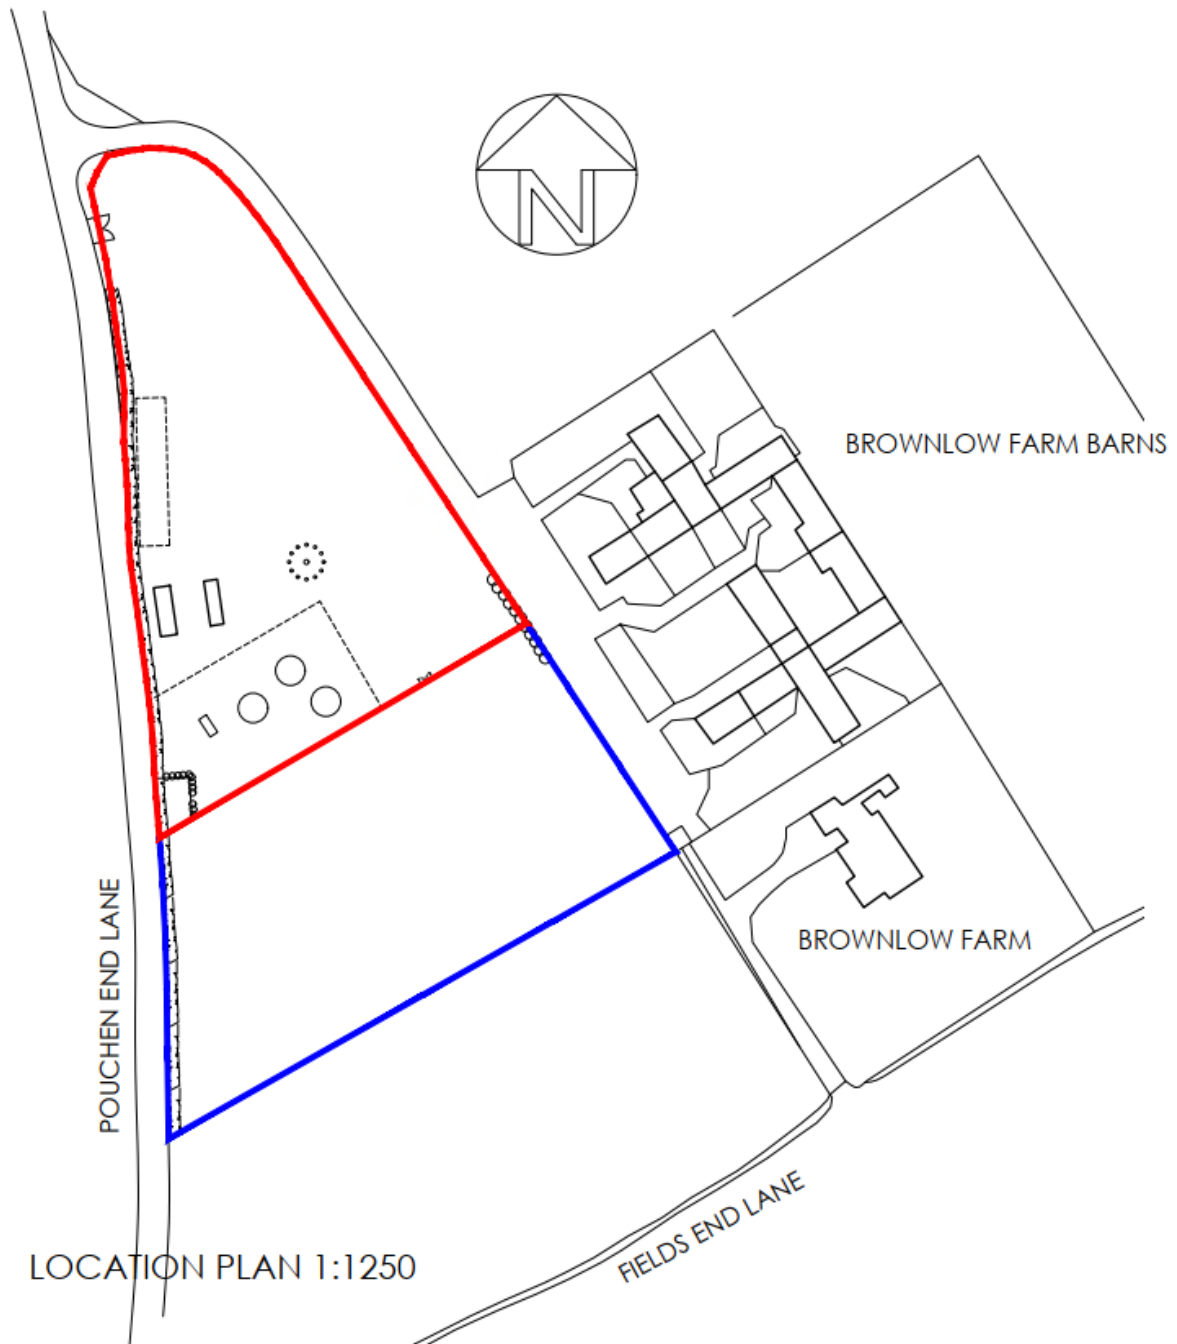 N
BROWNLOW FARM BARNS
BROWNLOW FARM
POUCHEN END LANE
FIELDS END LANE
LOCATION PLAN 1:1250